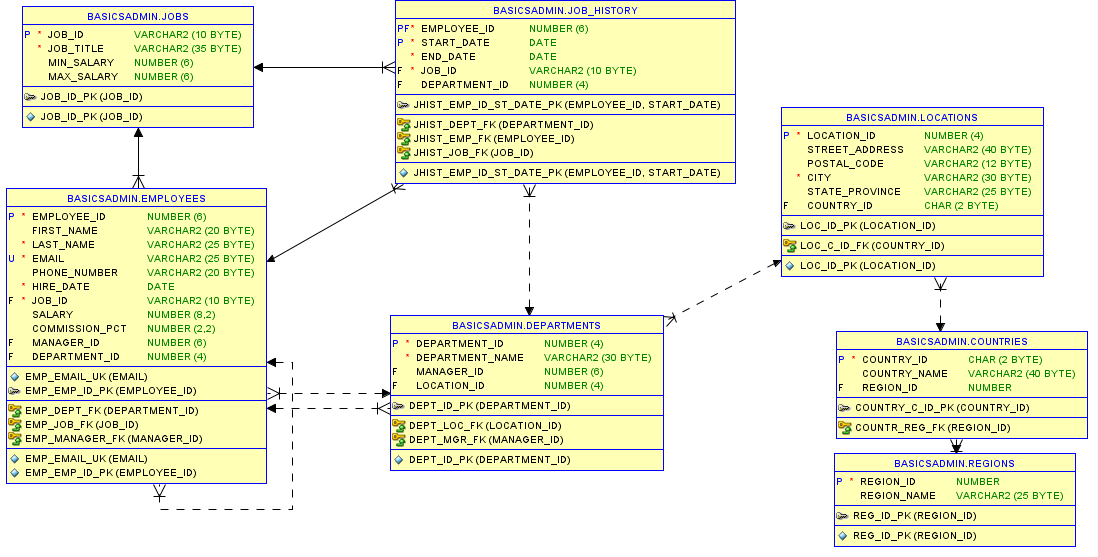 BASICSADMIN.JOBS
P * JOB_ID VARCHAR2 (10 BYTE)
* JOB_TITLE VARCHAR2 (35 BYTE)
MIN_SALARY NUMBER (6)
MAX_SALARY NUMBER (6)
JOB_ID_PK (JOB_ID)
JOB_ID_PK (JOB_ID)
BASICSADMIN.JOB_HISTORY
PF* EMPLOYEE_ID NUMBER (6)
P * START_DATE DATE
* END_DATE DATE
F * JOB_ID VARCHAR2 (10 BYTE)
F DEPARTMENT_ID NUMBER (4)
JHIST_EMP_ID_ST_DATE_PK (EMPLOYEE_ID, START_DATE)
JHIST_DEPT_FK (DEPARTMENT_ID)
JHIST_EMP_FK (EMPLOYEE_ID)
JHIST_JOB_FK (JOB_ID)
JHIST_EMP_ID_ST_DATE_PK (EMPLOYEE_ID, START_DATE)
BASICSADMIN.LOCATIONS
P * LOCATION_ID NUMBER (4)
STREET_ADDRESS VARCHAR2 (40 BYTE)
POSTAL_CODE VARCHAR2 (12 BYTE)
* CITY VARCHAR2 (30 BYTE)
STATE_PROVINCE VARCHAR2 (25 BYTE)
F COUNTRY_ID CHAR (2 BYTE)
LOC_ID_PK (LOCATION_ID)
LOC_C_ID_FK (COUNTRY_ID)
LOC_ID_PK (LOCATION_ID)
BASICSADMIN.EMPLOYEES
P * EMPLOYEE_ID NUMBER (6)
FIRST_NAME VARCHAR2 (20 BYTE)
* LAST_NAME VARCHAR2 (25 BYTE)
U * EMAIL VARCHAR2 (25 BYTE)
PHONE_NUMBER VARCHAR2 (20 BYTE)
* HIRE_DATE DATE
F * JOB_ID VARCHAR2 (10 BYTE)
SALARY NUMBER (8,2)
COMMISSION_PCT NUMBER (2,2)
F MANAGER_ID NUMBER (6)
F DEPARTMENT_ID NUMBER (4)
EMP_EMAIL_UK (EMAIL)
EMP_EMP_ID_PK (EMPLOYEE_ID)
EMP_DEPT_FK (DEPARTMENT_ID)
EMP_JOB_FK (JOB_ID)
EMP_MANAGER_FK (MANAGER_ID)
EMP_EMAIL_UK (EMAIL)
EMP_EMP_ID_PK (EMPLOYEE_ID)
BASICSADMIN.DEPARTMENTS
P * DEPARTMENT_ID NUMBER (4)
* DEPARTMENT_NAME VARCHAR2 (30 BYTE)
F MANAGER_ID NUMBER (6)
F LOCATION_ID NUMBER (4)
DEPT_ID_PK (DEPARTMENT_ID)
DEPT_LOC_FK (LOCATION_ID)
DEPT_MGR_FK (MANAGER_ID)
DEPT_ID_PK (DEPARTMENT_ID)
BASICSADMIN.COUNTRIES
P * COUNTRY_ID CHAR (2 BYTE)
COUNTRY_NAME VARCHAR2 (40 BYTE)
F REGION_ID NUMBER
COUNTRY_C_ID_PK (COUNTRY_ID)
COUNTR_REG_FK (REGION_ID)
BASICSADMIN.REGIONS
P * REGION_ID NUMBER
REGION_NAME VARCHAR2 (25 BYTE)
REG_ID_PK (REGION_ID)
REG_ID_PK (REGION_ID)